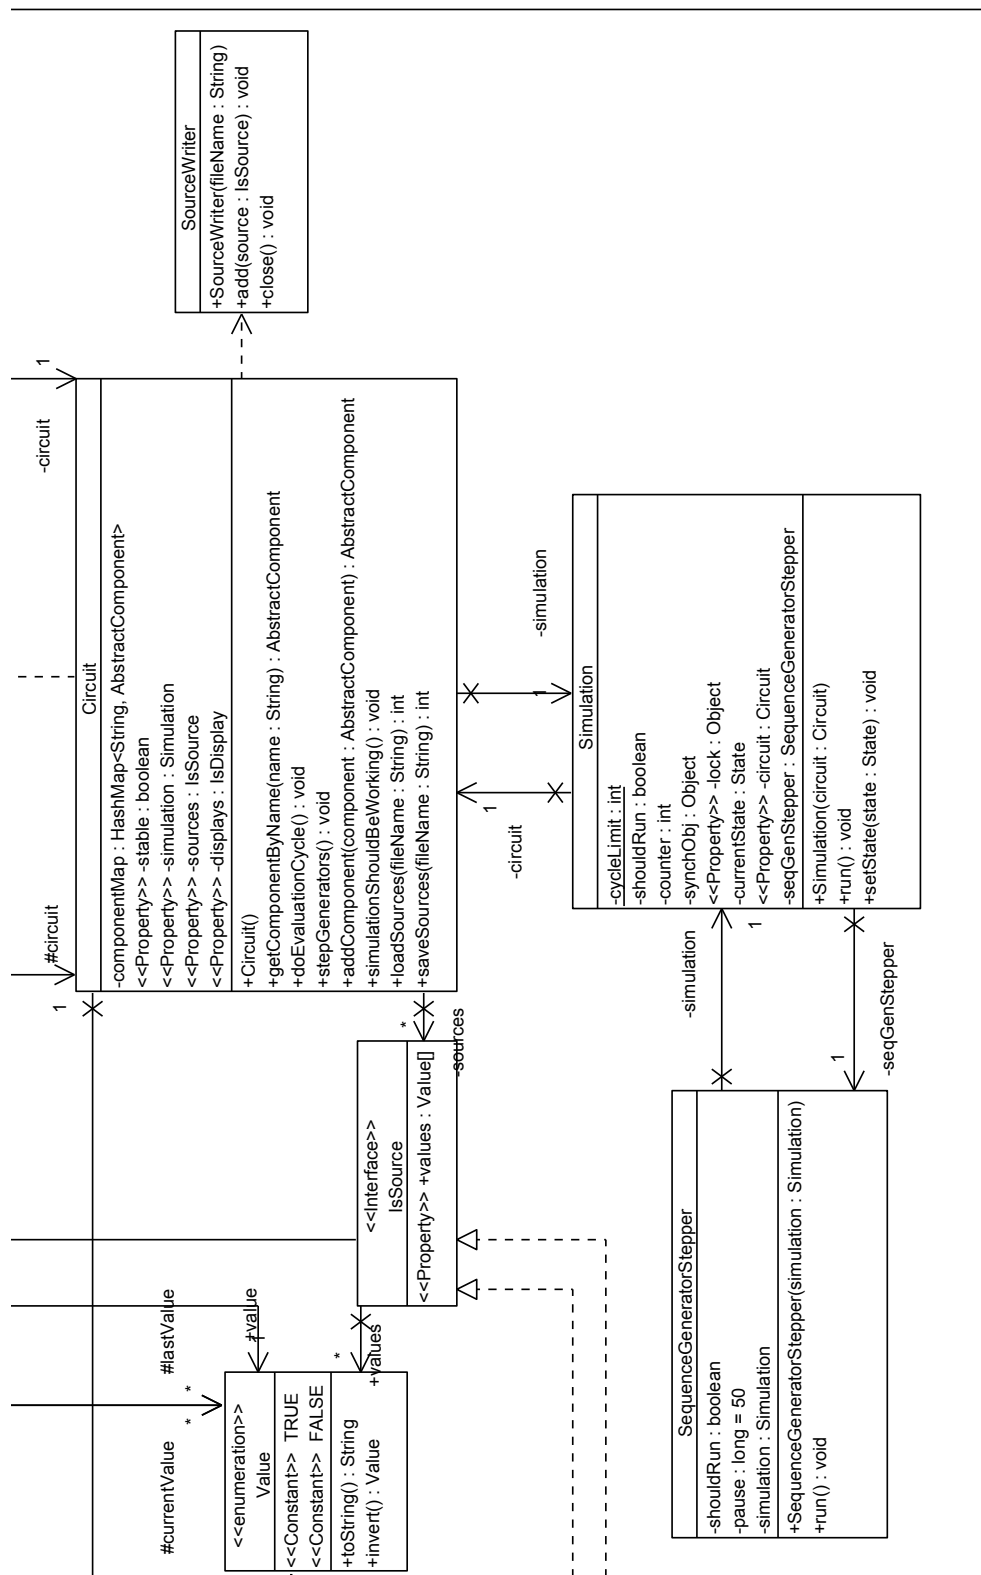 SourceWriter
+SourceWriter(fileName : String)
+add(source : IsSource) : void
+close() : void
1
-circuit
#circuit
1
Circuit
-componentMap : HashMap<String, AbstractComponent>
<<Property>> -stable : boolean
<<Property>> -simulation : Simulation
<<Property>> -sources : IsSource
<<Property>> -displays : IsDisplay
+Circuit()
+getComponentByName(name : String) : AbstractComponent
+doEvaluationCycle() : void
+stepGenerators() : void
+addComponent(component : AbstractComponent) : AbstractComponent
+simulationShouldBeWorking() : void
+loadSources(fileName : String) : int
+saveSources(fileName : String) : int
-simulation
1
1
-circuit
Simulation
-cycleLimit : int
-shouldRun : boolean
-counter : int
-synchObj : Object
<<Property>> -lock : Object
-currentState : State
<<Property>> -circuit : Circuit
-seqGenStepper : SequenceGeneratorStepper
+Simulation(circuit : Circuit)
+run() : void
+setState(state : State) : void
*
-sources
<<Interface>>
IsSource
<<Property>> +values : Value[]
-simulation
1
1
-seqGenStepper
SequenceGeneratorStepper
-shouldRun : boolean
-pause : long = 50
-simulation : Simulation
+SequenceGeneratorStepper(simulation : Simulation)
+run() : void
#lastValue
*
+value
*
+values
#currentValue
*
<<enumeration>>
Value
<<Constant>> TRUE
<<Constant>> FALSE
+toString() : String
+invert() : Value